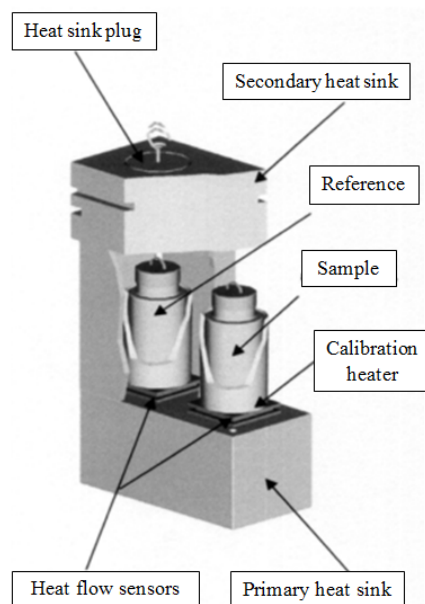 Heat sink plug
Secondary heat sink
Reference
Sample
Calibration
heater
Heat flow sensors
Primary heat sink